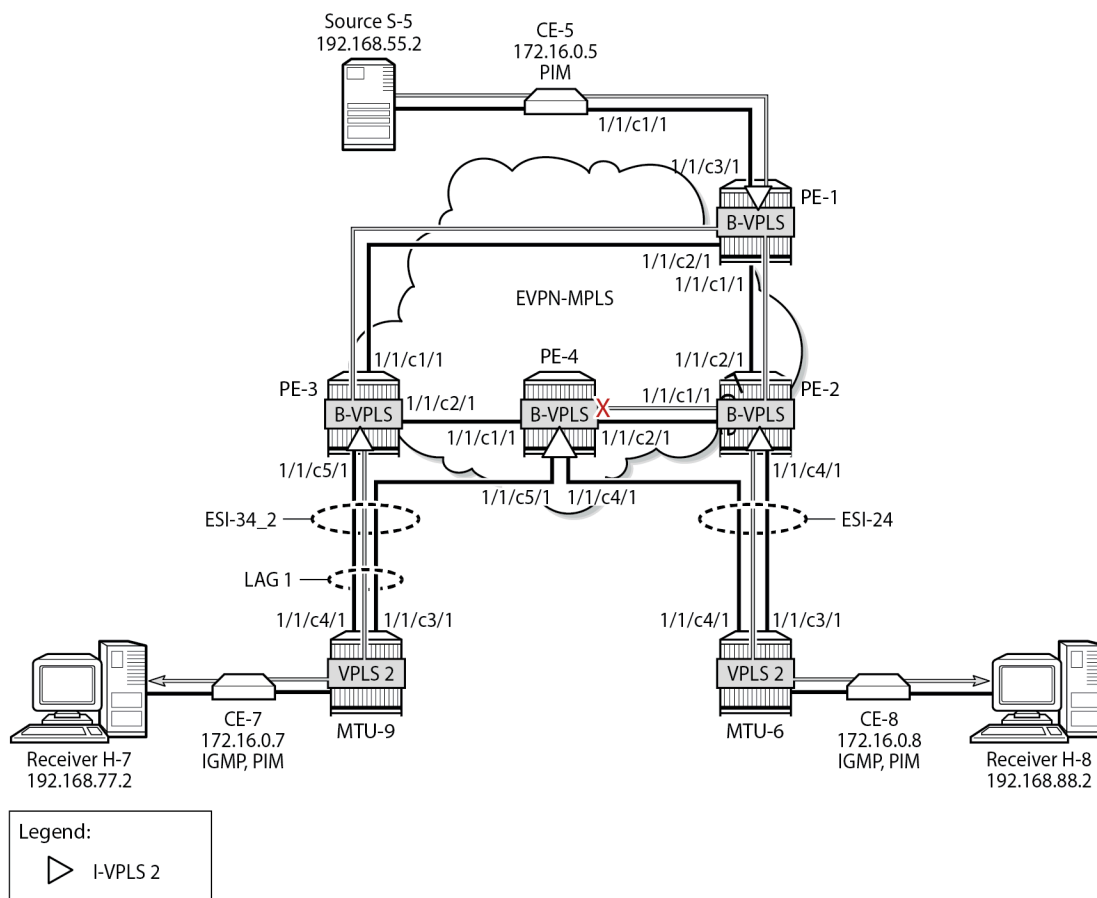 Source S-5
192.168.55.2
CE-5
172.16.0.5
PIM
1/1/c1/1
1/1/c3/1
PE-1
B-VPLS
1/1/c2/1
1/1/c1/1
EVPN-MPLS
1/1/c1/1
PE-4
1/1/c2/1
PE-3
PE-2
B-VPLS
1/1/c2/1
B-VPLS
X
1/1/c1/1
B-VPLS
1/1/c1/1
1/1/c2/1
1/1/c5/1
1/1/c5/1
1/1/c4/1
1/1/c4/1
ESI-34_2
ESI-24
LAG 1
1/1/c4/1
1/1/c3/1
1/1/c4/1
1/1/c3/1
VPLS 2
VPLS 2
MTU-9
MTU-6
CE-7
172.16.0.7
IGMP, PIM
CE-8
172.16.0.8
IGMP, PIM
Receiver H-7
192.168.77.2
Receiver H-8
192.168.88.2
Legend:
I-VPLS 2